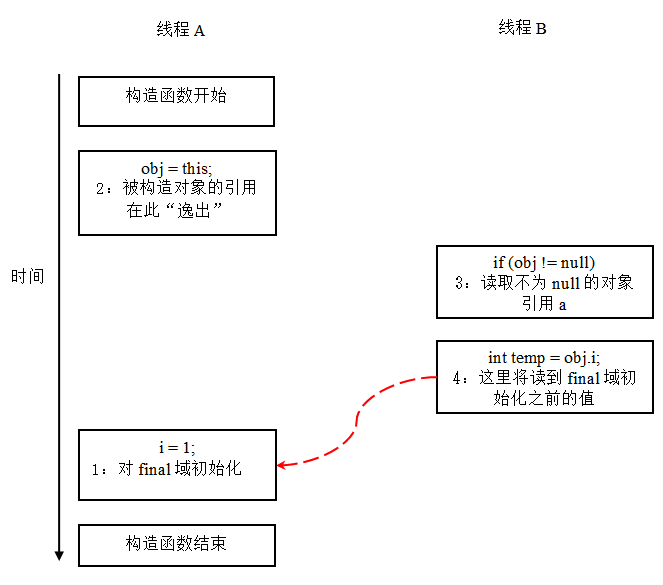 线程 A
线程 B
构造函数开始
obj = this;
2：被构造对象的引用
在此“逸出”
时间
if (obj != null)
3：读取不为 null 的对象
引用 a
int temp = obj.i;
4：这里将读到 final 域初
始化之前的值
i = 1;
1：对 final 域初始化
构造函数结束